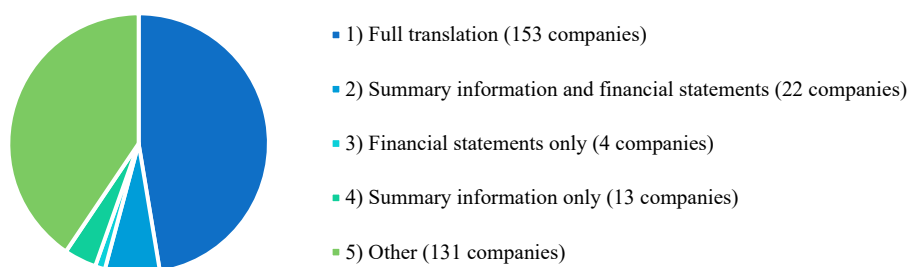 1) Full translation (153 companies)
2) Summary information and financial statements (22 companies)
3) Financial statements only (4 companies)
4) Summary information only (13 companies)
5) Other (131 companies)